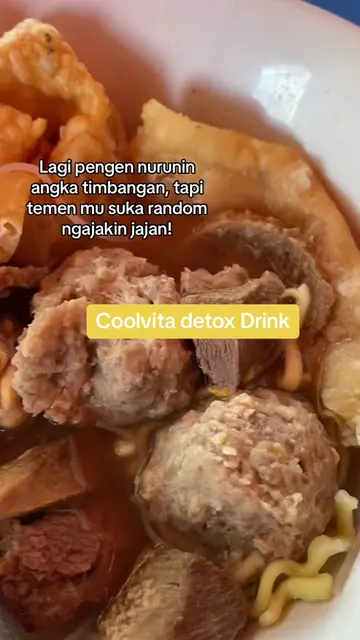 Lagi pengen nurunin
angka timbangan, tapi
temen mu suka random
ngajakin jajan!
Coolvita detox Drink